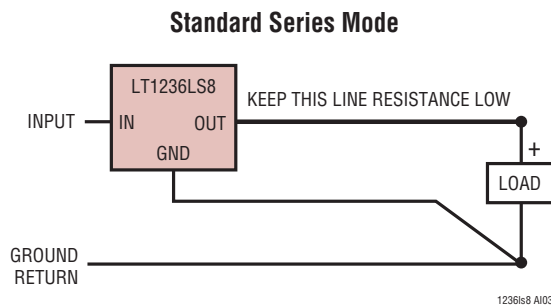 Standard Series Mode
LT1236LS8
KEEP THIS LINE RESISTANCE LOW
INPUT
IN
OUT
GND
+
LOAD
GROUND
RETURN
1236ls8 AI03